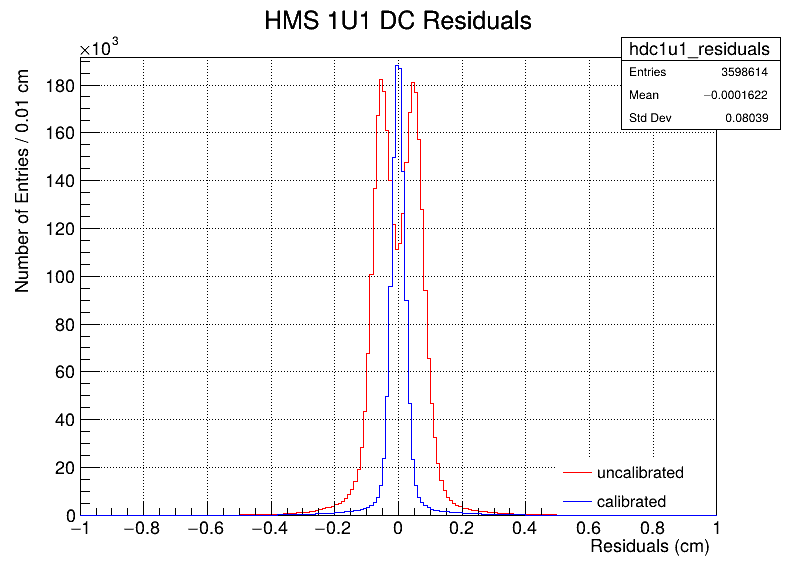 HMS 1U1 DC Residuals
×10³
hdc1u1_residuals
Entries 3598614
Mean −0.0001622
Std Dev 0.08039
Number of Entries / 0.01 cm
180
160
140
120
100
80
60
40
20
0
uncalibrated
calibrated
−1 −0.8 −0.6 −0.4 −0.2 0 0.2 0.4 0.6 0.8 1
Residuals (cm)